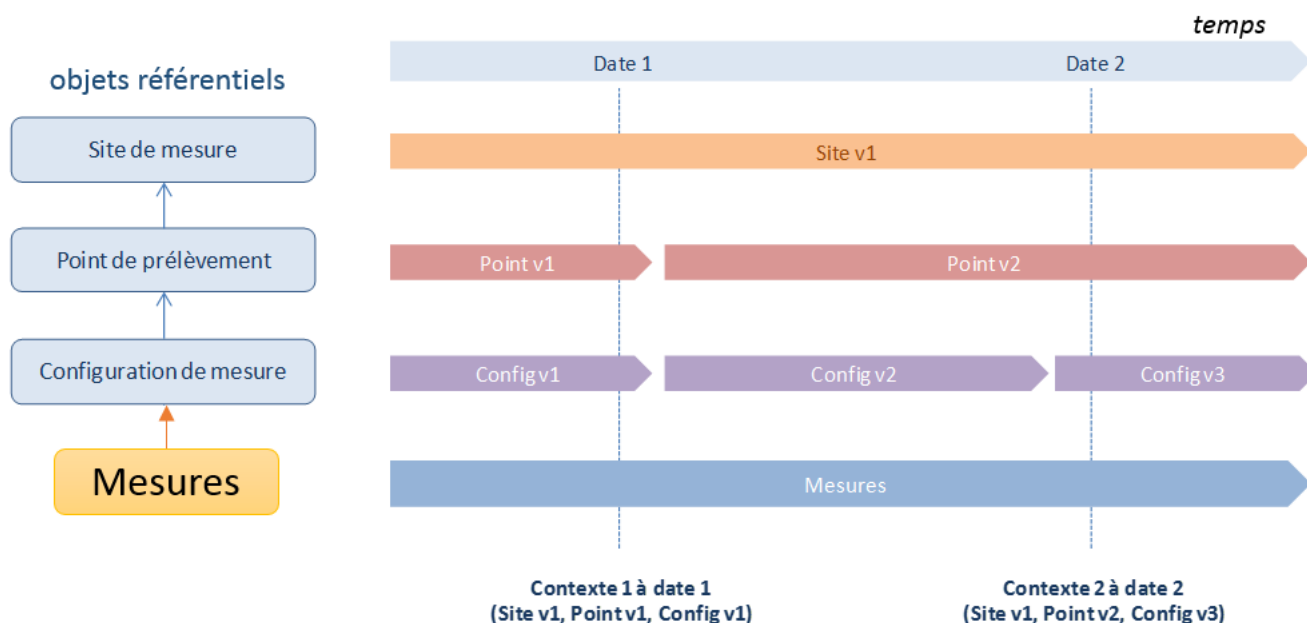 temps
Date 1
Date 2
objets référentiels
Site de mesure
Site v1
Point de prélèvement
Point v1
Point v2
Configuration de mesure
Config v1
Config v2
Config v3
Mesures
Mesures
Contexte 1 à date 1
(Site v1, Point v1, Config v1)
Contexte 2 à date 2
(Site v1, Point v2, Config v3)